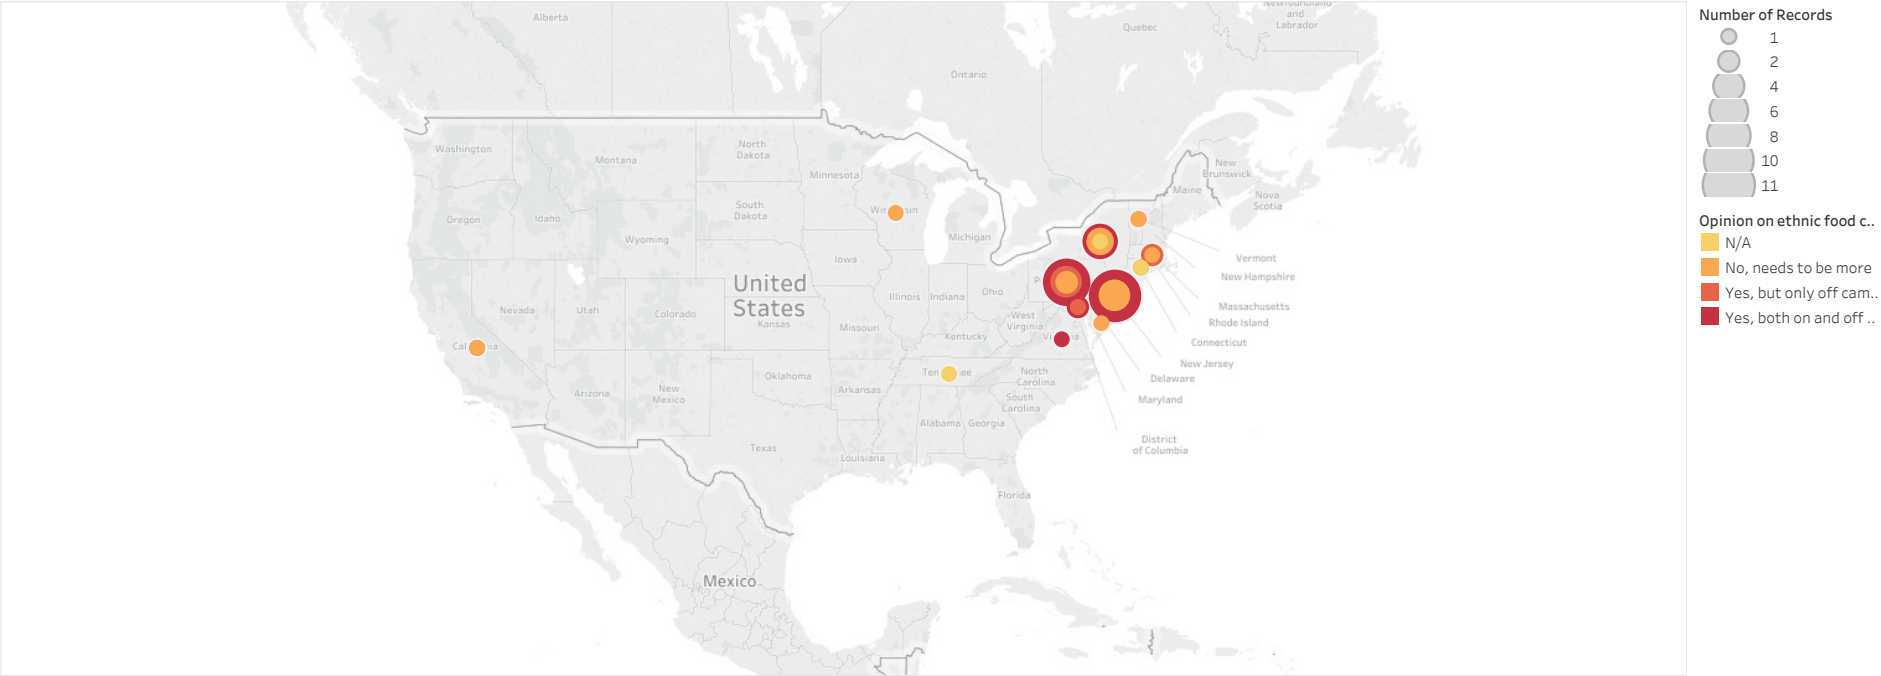 Alberta
Newfoundland
and
Labrador
Quebec
Ontario
Washington
Montana
North
Dakota
Minnesota
New
Brunswick
Maine
Nova
Scotia
Oregon
Idaho
South
Dakota
Wyoming
Michigan
Iowa
Vermont
New Hampshire
United
States
Nevada
Utah
Colorado
Kansas
Illinois
Indiana
Ohio
West
Virginia
Missouri
Kentucky
Massachusetts
Rhode Island
Connecticut
New Jersey
Delaware
Maryland
District
of Columbia
Oklahoma
Arkansas
North
Carolina
South
Carolina
Arizona
New
Mexico
Alabama
Georgia
Texas
Louisiana
Florida
Mexico
Number of Records
1
2
4
6
8
10
11
Opinion on ethnic food c..
N/A
No, needs to be more
Yes, but only off cam..
Yes, both on and off ..